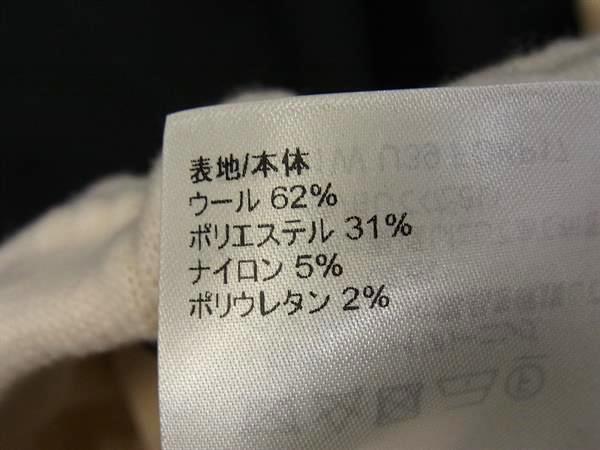 表地/本体
ウール 62%
ポリエステル 31%
ナイロン 5%
ポリウレタン 2%